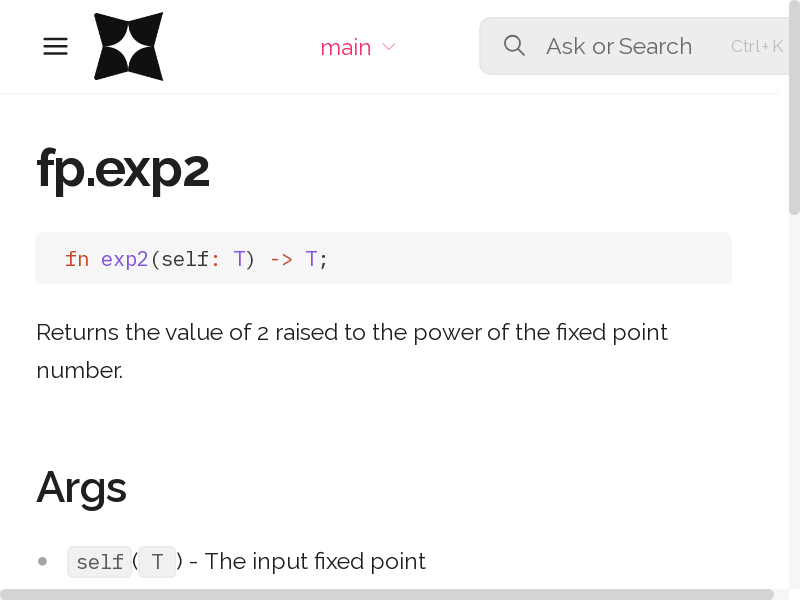 main
Ask or Search
Ctrl+K
fp.exp2
fn exp2(self: T) -> T;
Returns the value of 2 raised to the power of the fixed point
number.
Args
self( T ) - The input fixed point